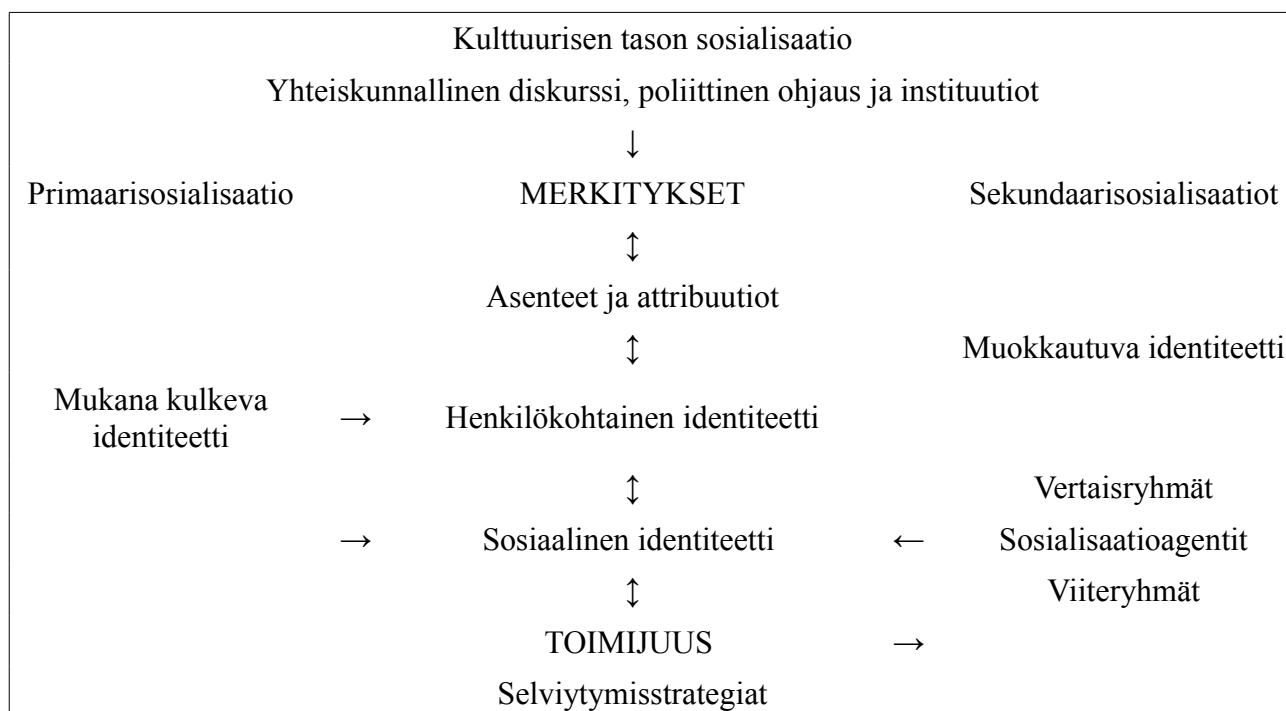 Kulttuurisen tason sosialisaatio
Yhteiskunnallinen diskurssi, poliittinen ohjaus ja instituutiot
↓
Primaarisosialisaatio MERKITYKSET Sekundaarisosialisaatiot
↕
Asenteet ja attribuutiot
↕ Muokkautuva identiteetti
Mukana kulkeva
identiteetti → Henkilökohtainen identiteetti
↕ Vertaisryhmät
→ Sosiaalinen identiteetti ← Sosialisaatioagentit
↕ Viiteryhmät
TOIMIJUUS →
Selviytymisstrategiat